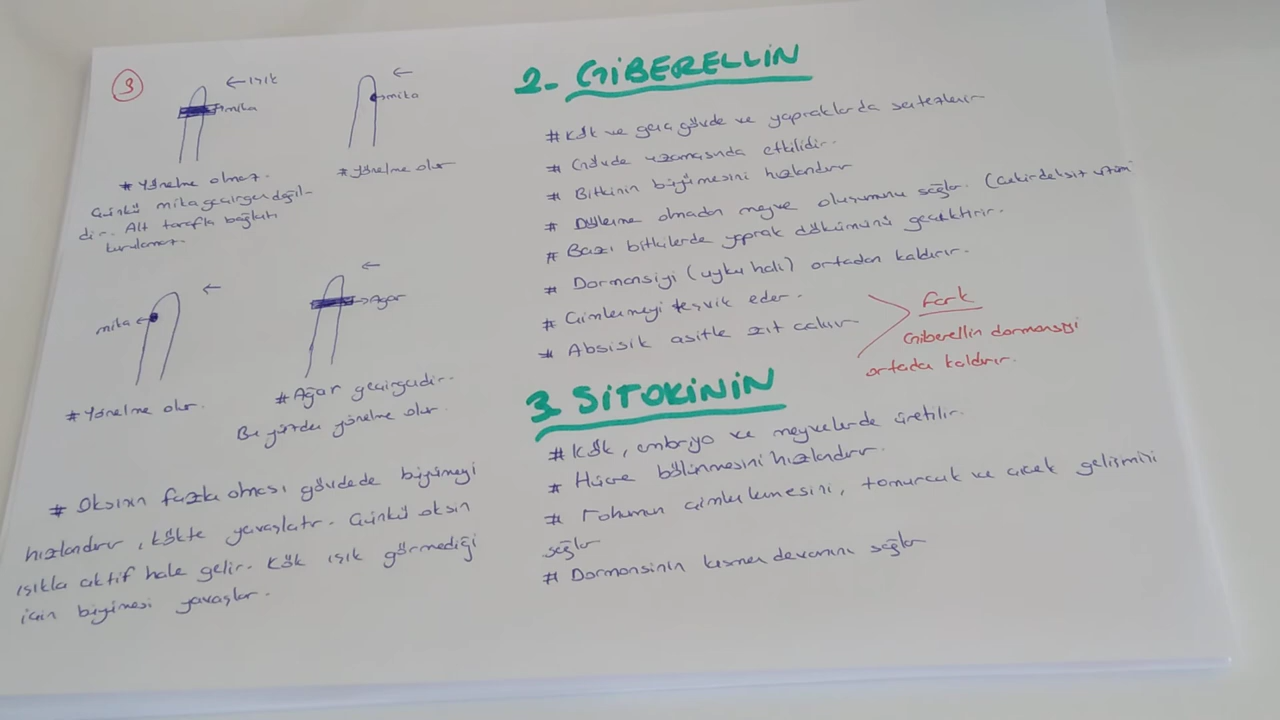 3
← ışık
mika
* Yönelme olmaz.
Çünkü mika geçirgen değil-
dir. Alt tarafla bağlantı
kurulamaz.
←
mika
* Yönelme olur
←
mika
* Yönelme olur.
←
Agar
* Ağar geçirgendir.
Bu yüzden yönelme olur.
* Oksinin fazla olması gövdede büyümeyi
hızlandırır, kökte yavaşlatır. Çünkü oksin
ışıkla aktif hale gelir. Kök ışık görmediği
için büyümesi yavaşlar.
2- GİBERELLİN
# Kök ve genç gövde ve yapraklarda sentezlenir
* Gövde uzamasında etkilidir.
# Bitkinin büyümesini hızlandırır
* Dölleme olmadan meyve oluşumunu sağlar. (Çekirdeksiz üzüm
# Bazı bitkilerde yaprak dökümünü geciktirir.
* Dormansiyi (uyku hali) ortadan kaldırır.
# Çimlenmeyi teşvik eder.
* Absisik asitle zıt çalışır
Fark
Giberellin dormansiyi
ortada kaldırır.
3. SİTOKİNİN
# Kök, embriyo ve meyvelerde üretilir.
* Hücre bölünmesini hızlandırır.
* Tohumun çimlenmesini, tomurcuk ve çiçek gelişmini
sağlar
# Dormansinin kısmen devamını sağlar